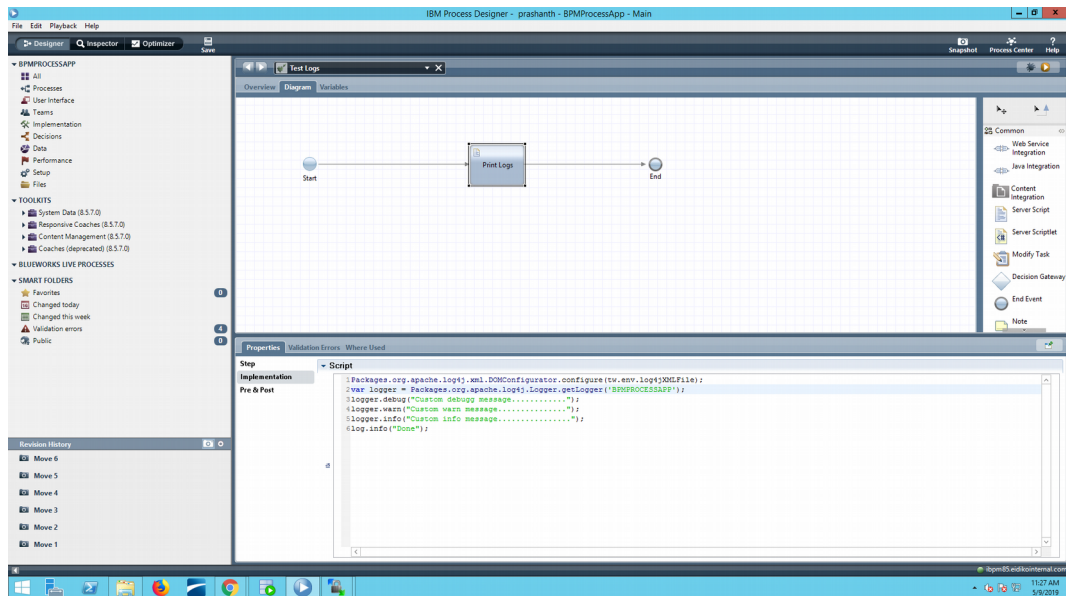 IBM Process Designer - prashanth - BPMProcessApp - Main
File Edit Playback Help
Designer Inspector Optimizer Save Snapshot Process Center Help
BPMPROCESSAPP
All
Processes
User Interface
Teams
Implementation
Decisions
Data
Performance
Setup
Files
TOOLKITS
System Data (8.5.7.0)
Responsive Coaches (8.5.7.0)
Content Management (8.5.7.0)
Coaches (deprecated) (8.5.7.0)
BLUEWORKS LIVE PROCESSES
SMART FOLDERS
Favorites 0
Changed today
Changed this week
Validation errors 4
Public 0
Revision History
Move 6
Move 5
Move 4
Move 3
Move 2
Move 1
Test Logs
Overview Diagram Variables
Start
Print Logs
End
Common
Web Service
Integration
Java Integration
Content
Integration
Server Script
Server Scriptlet
Modify Task
Decision Gateway
End Event
Note
Properties Validation Errors Where Used
Step
Implementation
Pre & Post
Script
1 Packages.org.apache.log4j.xml.DOMConfigurator.configure(tw.env.log4jXMLFile);
2 var logger = Packages.org.apache.log4j.Logger.getLogger('BPMPROCESSAPP');
3 logger.debug("Custom debugg message............");
4 logger.warn("Custom warn message...............");
5 logger.info("Custom info message...............");
6 log.info("Done");
ibpm85.eidikointernal.com
11:27 AM
5/9/2019